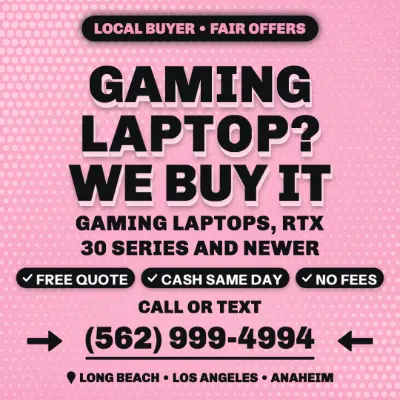 LOCAL BUYER • FAIR OFFERS
GAMING
LAPTOP?
WE BUY IT
GAMING LAPTOPS, RTX
30 SERIES AND NEWER
✓ FREE QUOTE ✓ CASH SAME DAY ✓ NO FEES
CALL OR TEXT
→ (562) 999-4994 ←
LONG BEACH • LOS ANGELES • ANAHEIM